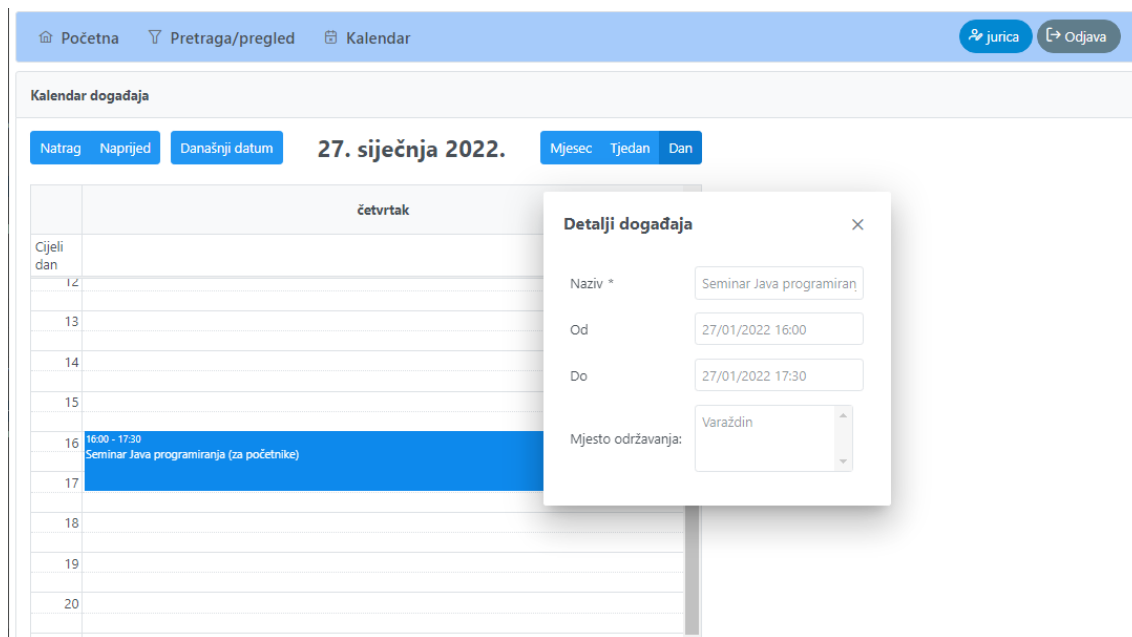 Početna Pretraga/pregled Kalendar jurica Odjava
Kalendar događaja
Natrag Naprijed Današnji datum 27. siječnja 2022. Mjesec Tjedan Dan
četvrtak
Cijeli
dan
12
13
14
15
16
17
18
19
20
16:00 - 17:30
Seminar Java programiranja (za početnike)
Detalji događaja
Naziv * Seminar Java programiran
Od 27/01/2022 16:00
Do 27/01/2022 17:30
Mjesto održavanja: Varaždin